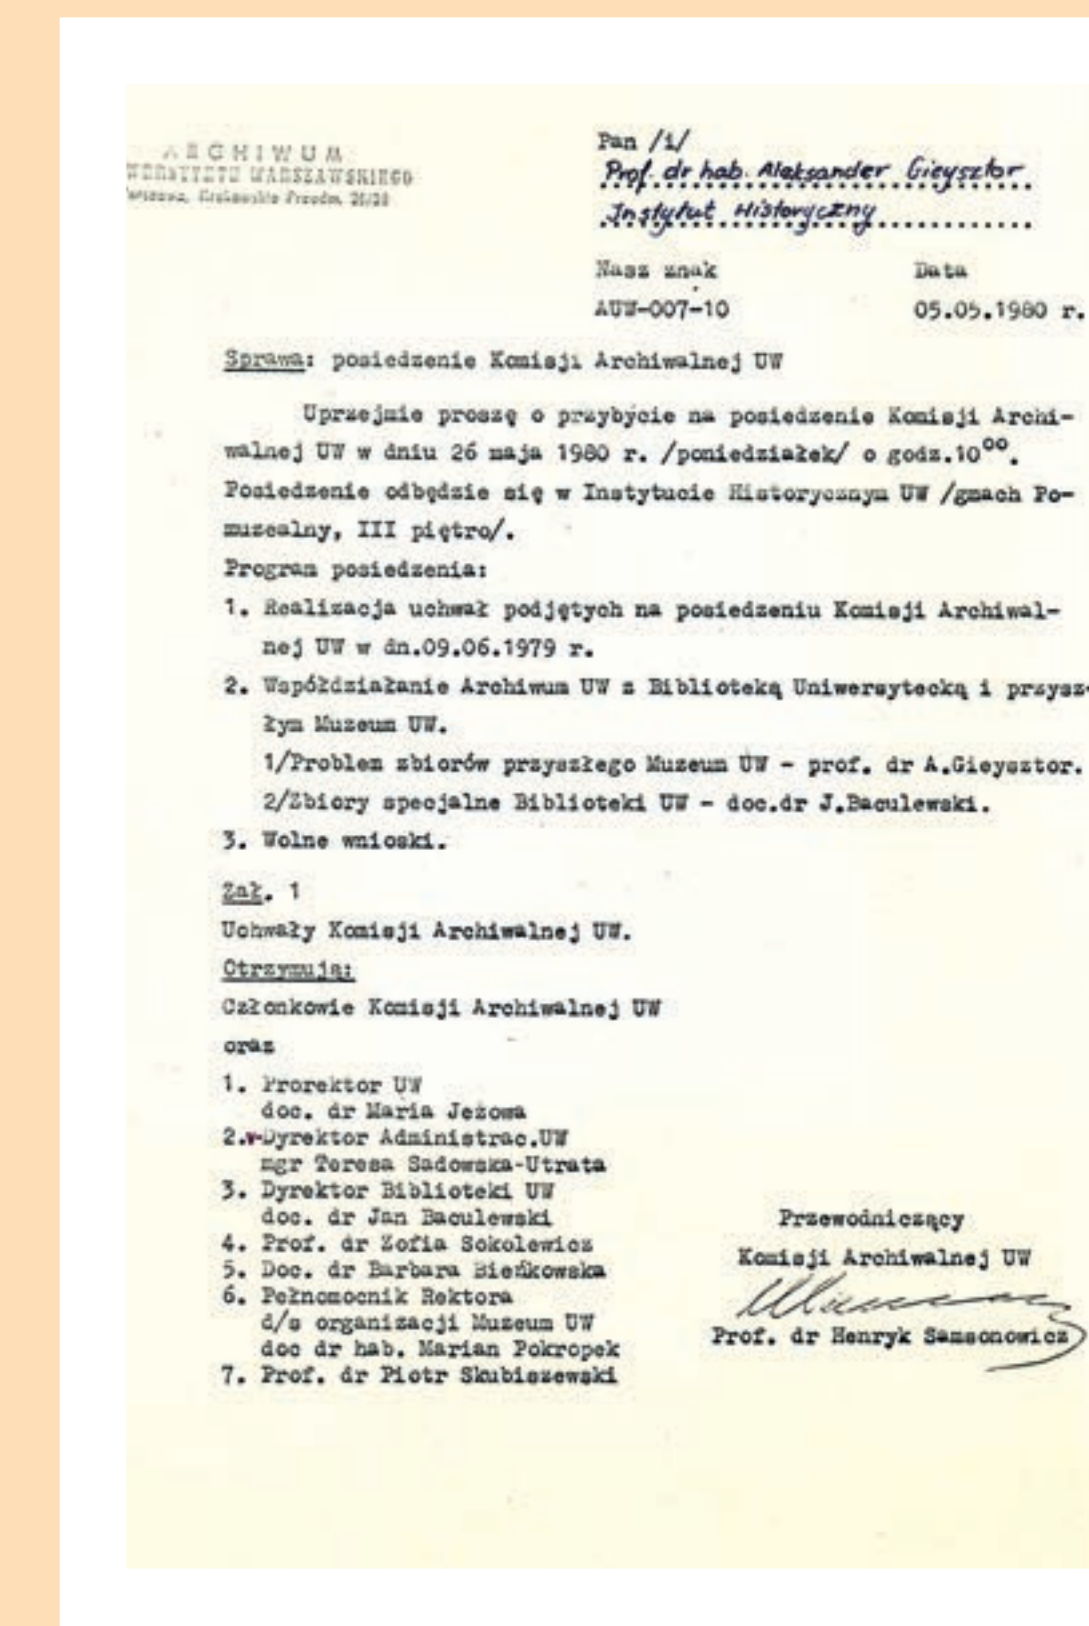 ARCHIWUM
WERSYTETU WARSZAWSKIEGO
Warszawa, Krakowskie Przedm. 26/28
Pan /i/
Prof. dr hab. Aleksander Gieysztor
Instytut Historyczny
Nasz znak Data
AUW-007-10 05.05.1980 r.
Sprawa: posiedzenie Komisji Archiwalnej UW
Uprzejmie proszę o przybycie na posiedzenie Komisji Archi-
walnej UW w dniu 26 maja 1980 r. /poniedziałek/ o godz.10⁰⁰.
Posiedzenie odbędzie się w Instytucie Historycznym UW /gmach Po-
muzealny, III piętro/.
Program posiedzenia:
1. Realizacja uchwał podjętych na posiedzeniu Komisji Archiwal-
nej UW w dn.09.06.1979 r.
2. Współdziałanie Archiwum UW z Biblioteką Uniwersytecką i przysz-
łym Muzeum UW.
1/Problem zbiorów przyszłego Muzeum UW - prof. dr A.Gieysztor.
2/Zbiory specjalne Biblioteki UW - doc.dr J.Baculewski.
3. Wolne wnioski.
Zał. 1
Uchwały Komisji Archiwalnej UW.
Otrzymują:
Członkowie Komisji Archiwalnej UW
oraz
1. Prorektor UW
doc. dr Maria Jeżowa
2.v-Dyrektor Administrac.UW
mgr Teresa Sadowska-Utrata
3. Dyrektor Biblioteki UW
doc. dr Jan Baculewski
4. Prof. dr Zofia Sokolewicz
5. Doc. dr Barbara Bieńkowska
6. Pełnomocnik Rektora
d/s organizacji Muzeum UW
doc dr hab. Marian Pokropek
7. Prof. dr Piotr Skubiszewski
Przewodniczący
Komisji Archiwalnej UW
Prof. dr Henryk Samsonowicz